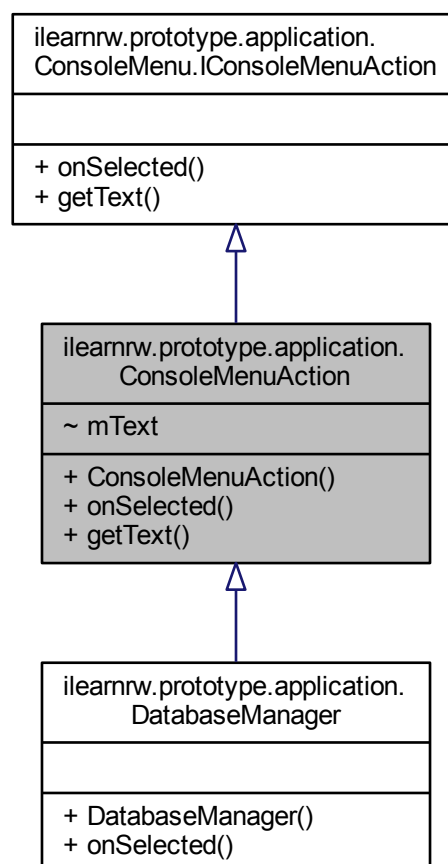 ilearnrw.prototype.application.
ConsoleMenu.IConsoleMenuAction
+ onSelected()
+ getText()
ilearnrw.prototype.application.
ConsoleMenuAction
~ mText
+ ConsoleMenuAction()
+ onSelected()
+ getText()
ilearnrw.prototype.application.
DatabaseManager
+ DatabaseManager()
+ onSelected()